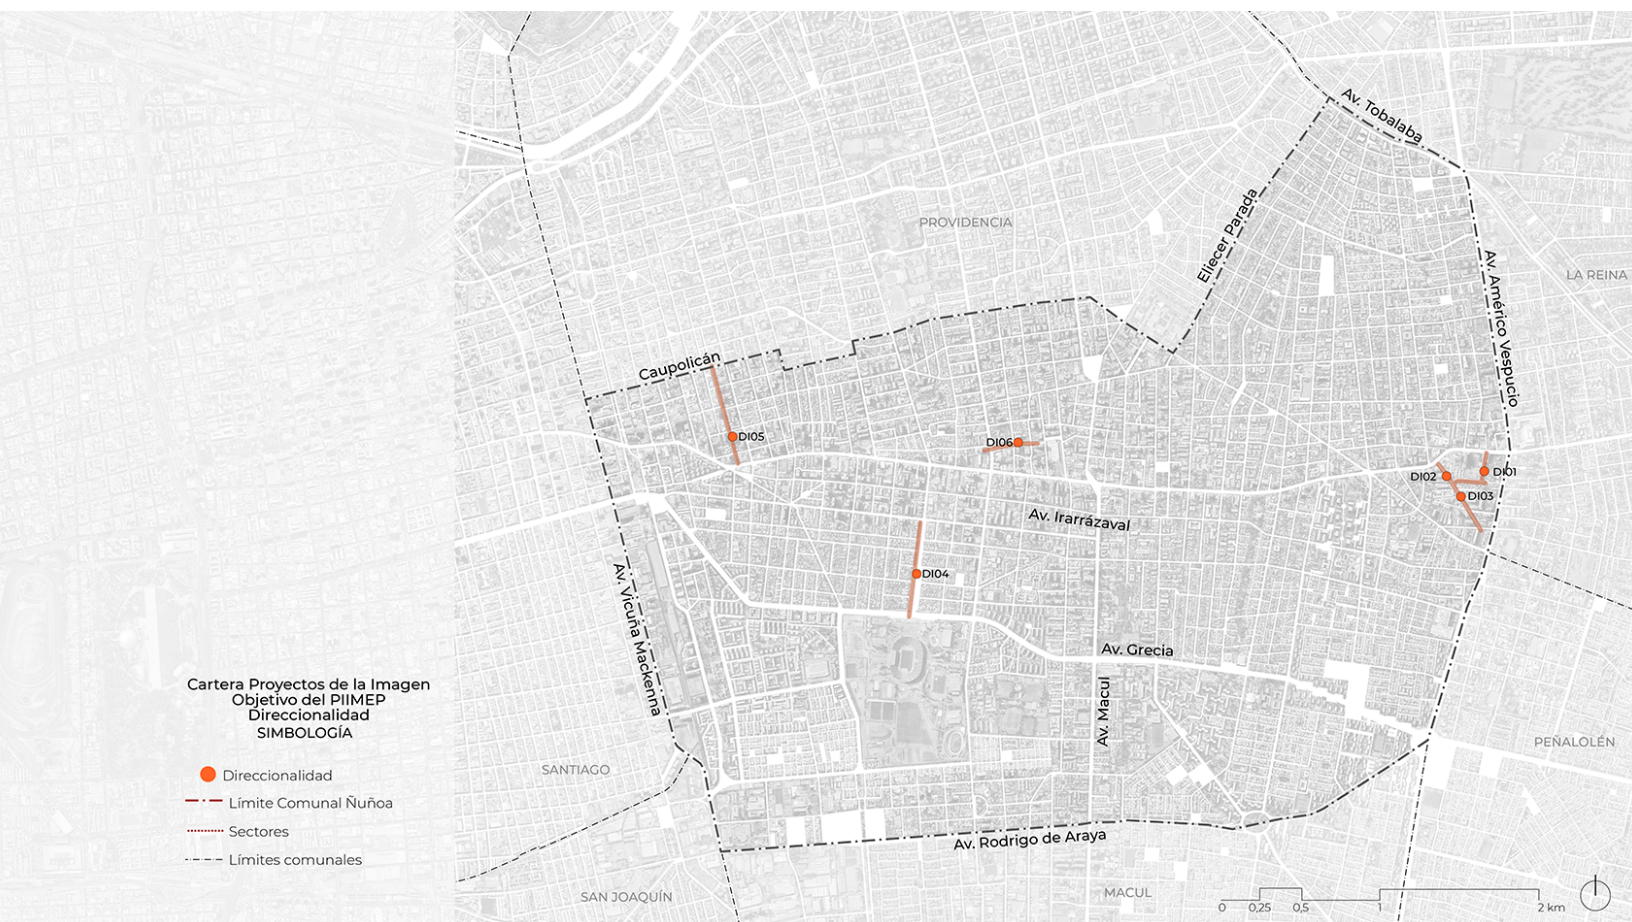 Av. Tobalaba
PROVIDENCIA
Eliecer Parada
LA REINA
Av. Américo Vespucio
Caupolicán
DI05
DI06
DI01
DI02
DI03
Av. Irarrázaval
DI04
Av. Vicuña Mackenna
Av. Grecia
Av. Macul
PEÑALOLÉN
SANTIAGO
Av. Rodrigo de Araya
SAN JOAQUÍN
MACUL
Cartera Proyectos de la Imagen
Objetivo del PIIMEP
Direccionalidad
SIMBOLOGÍA
Direccionalidad
Límite Comunal Ñuñoa
Sectores
Límites comunales
0 0,25 0,5 1 2 km